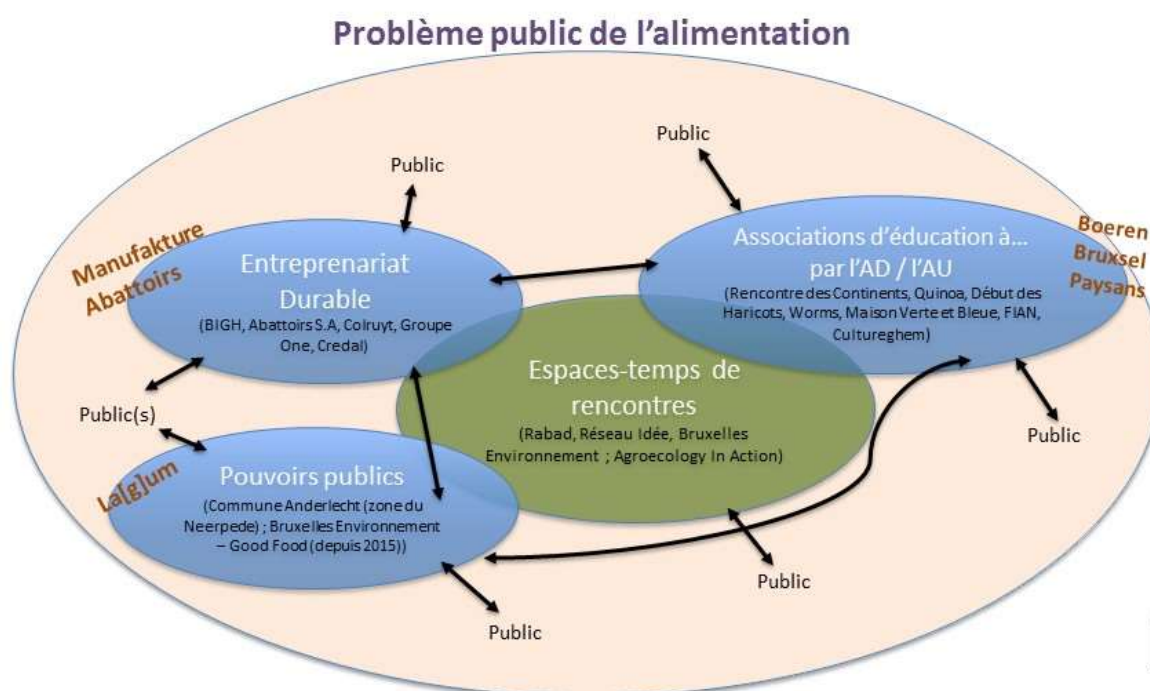 Problème public de l'alimentation
Public
Public
Manufakture
Abattoirs
Entreprenariat
Durable
(BIGH, Abattoirs S.A, Colruyt, Groupe
One, Credal)
Associations d'éducation à…
par l'AD / l'AU
(Rencontre des Continents, Quinoa, Début des
Haricots, Worms, Maison Verte et Bleue, FIAN,
Cultureghem)
Boeren
Bruxsel
Paysans
Espaces-temps de
rencontres
(Rabad, Réseau Idée, Bruxelles
Environnement ; Agroecology In Action)
Public(s)
Public
La[g]um
Pouvoirs publics
(Commune Anderlecht (zone du
Neerpede) ; Bruxelles Environnement
– Good Food (depuis 2015))
Public
Public